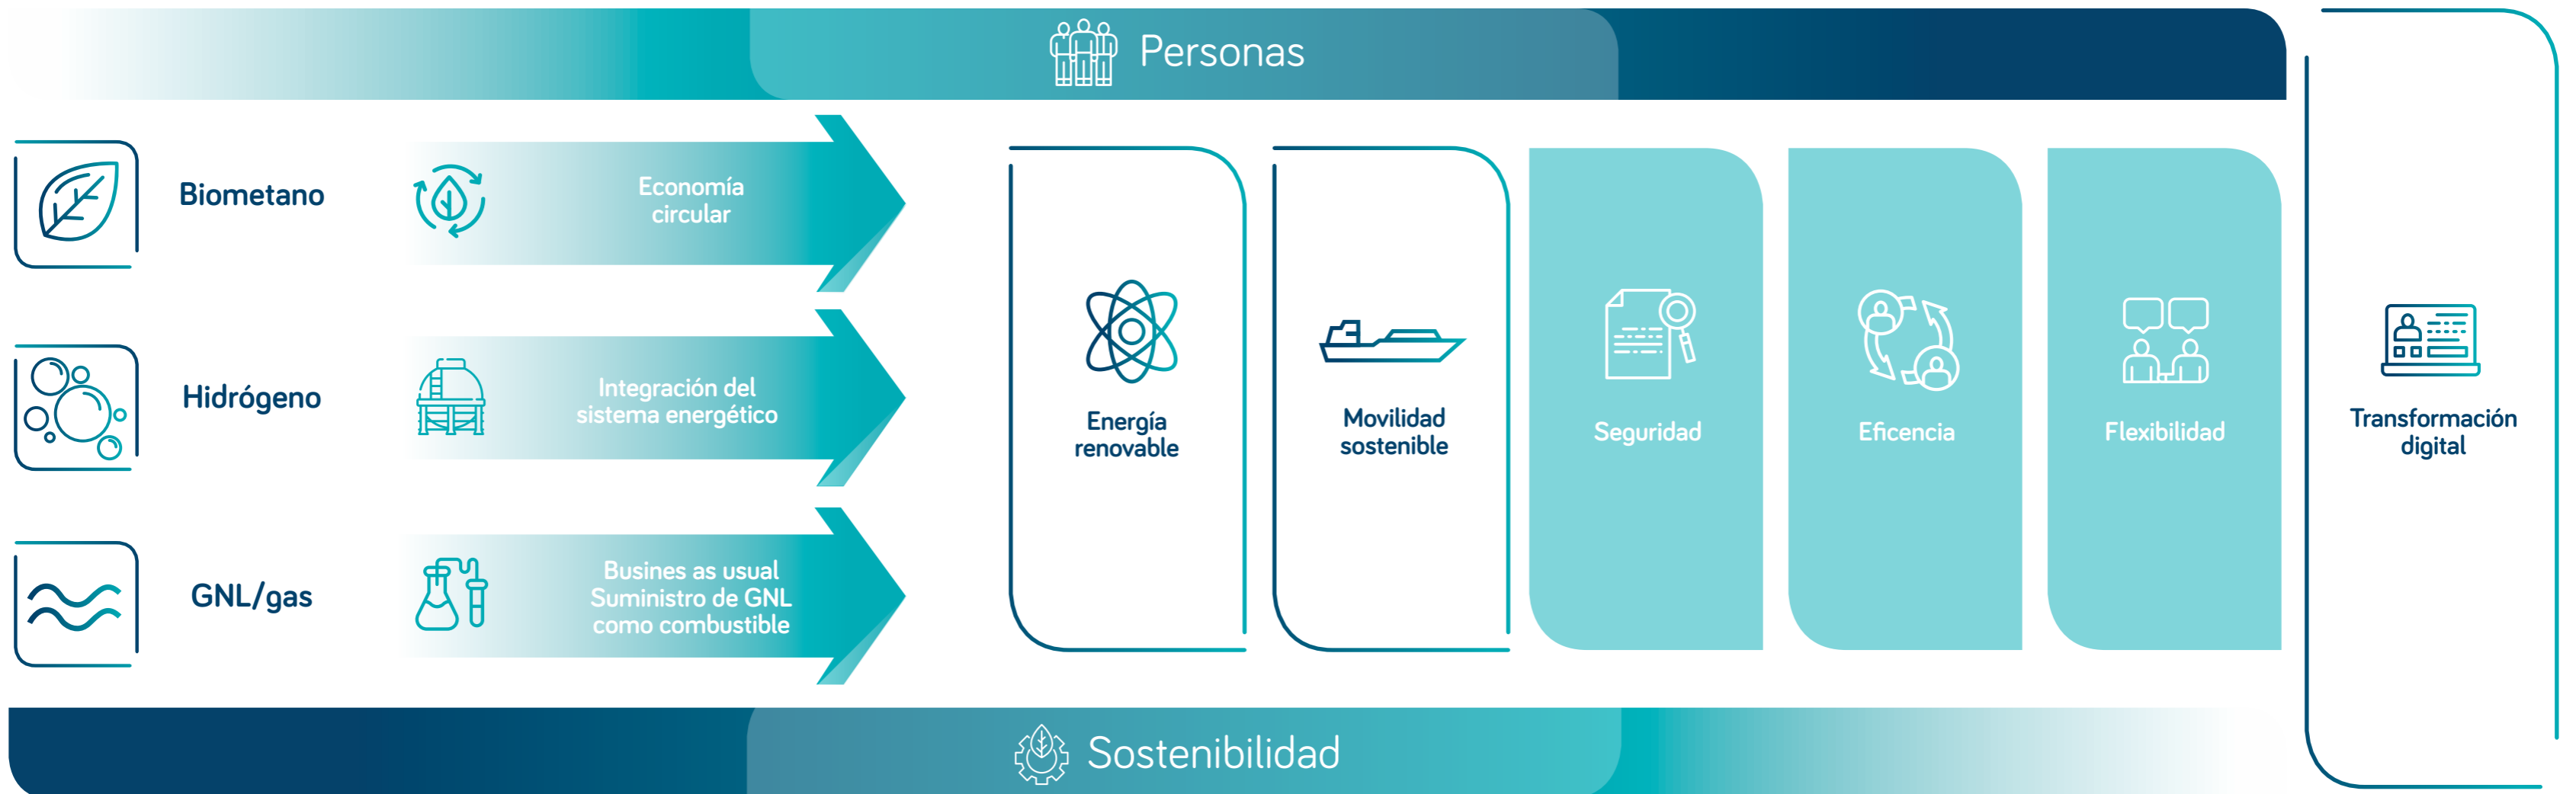 Personas
Biometano
Economía
circular
Hidrógeno
Integración del
sistema energético
GNL/gas
Busines as usual
Suministro de GNL
como combustible
Energía
renovable
Movilidad
sostenible
Seguridad
Eficencia
Flexibilidad
Transformación
digital
Sostenibilidad